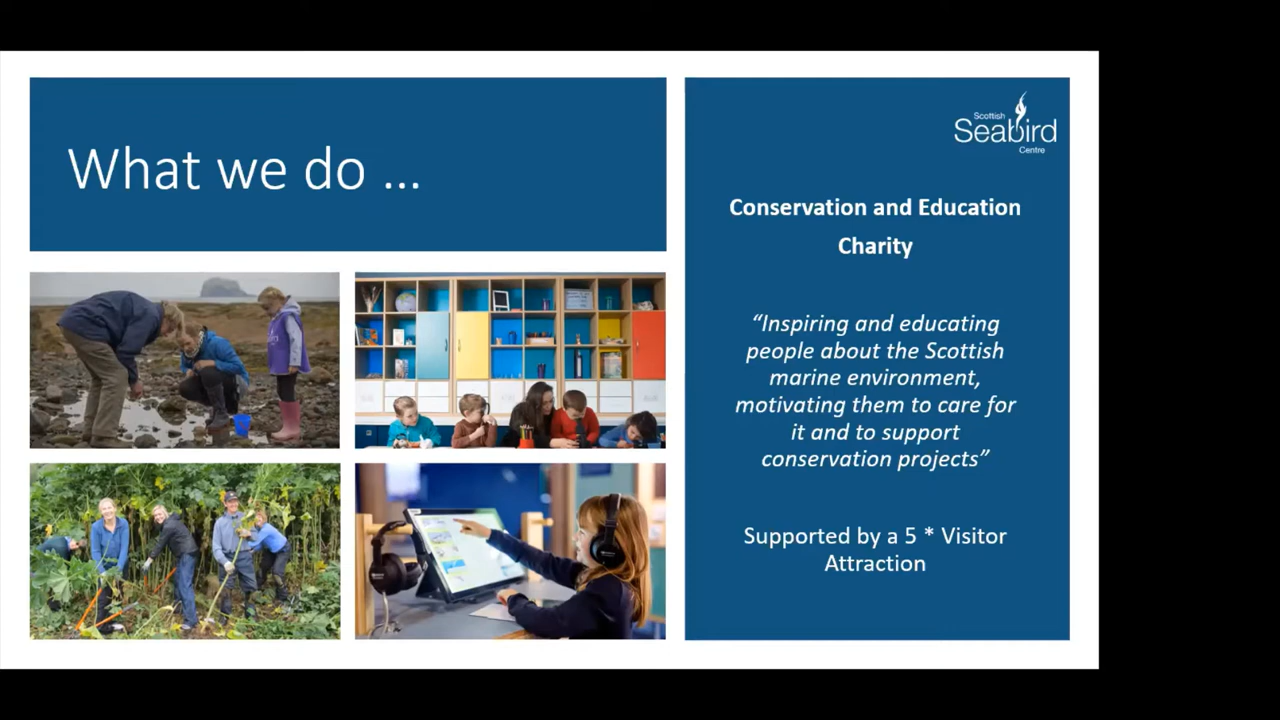 What we do ...
Scottish
Seabird
Centre
Conservation and Education
Charity
“Inspiring and educating
people about the Scottish
marine environment,
motivating them to care for
it and to support
conservation projects”
Supported by a 5 * Visitor
Attraction